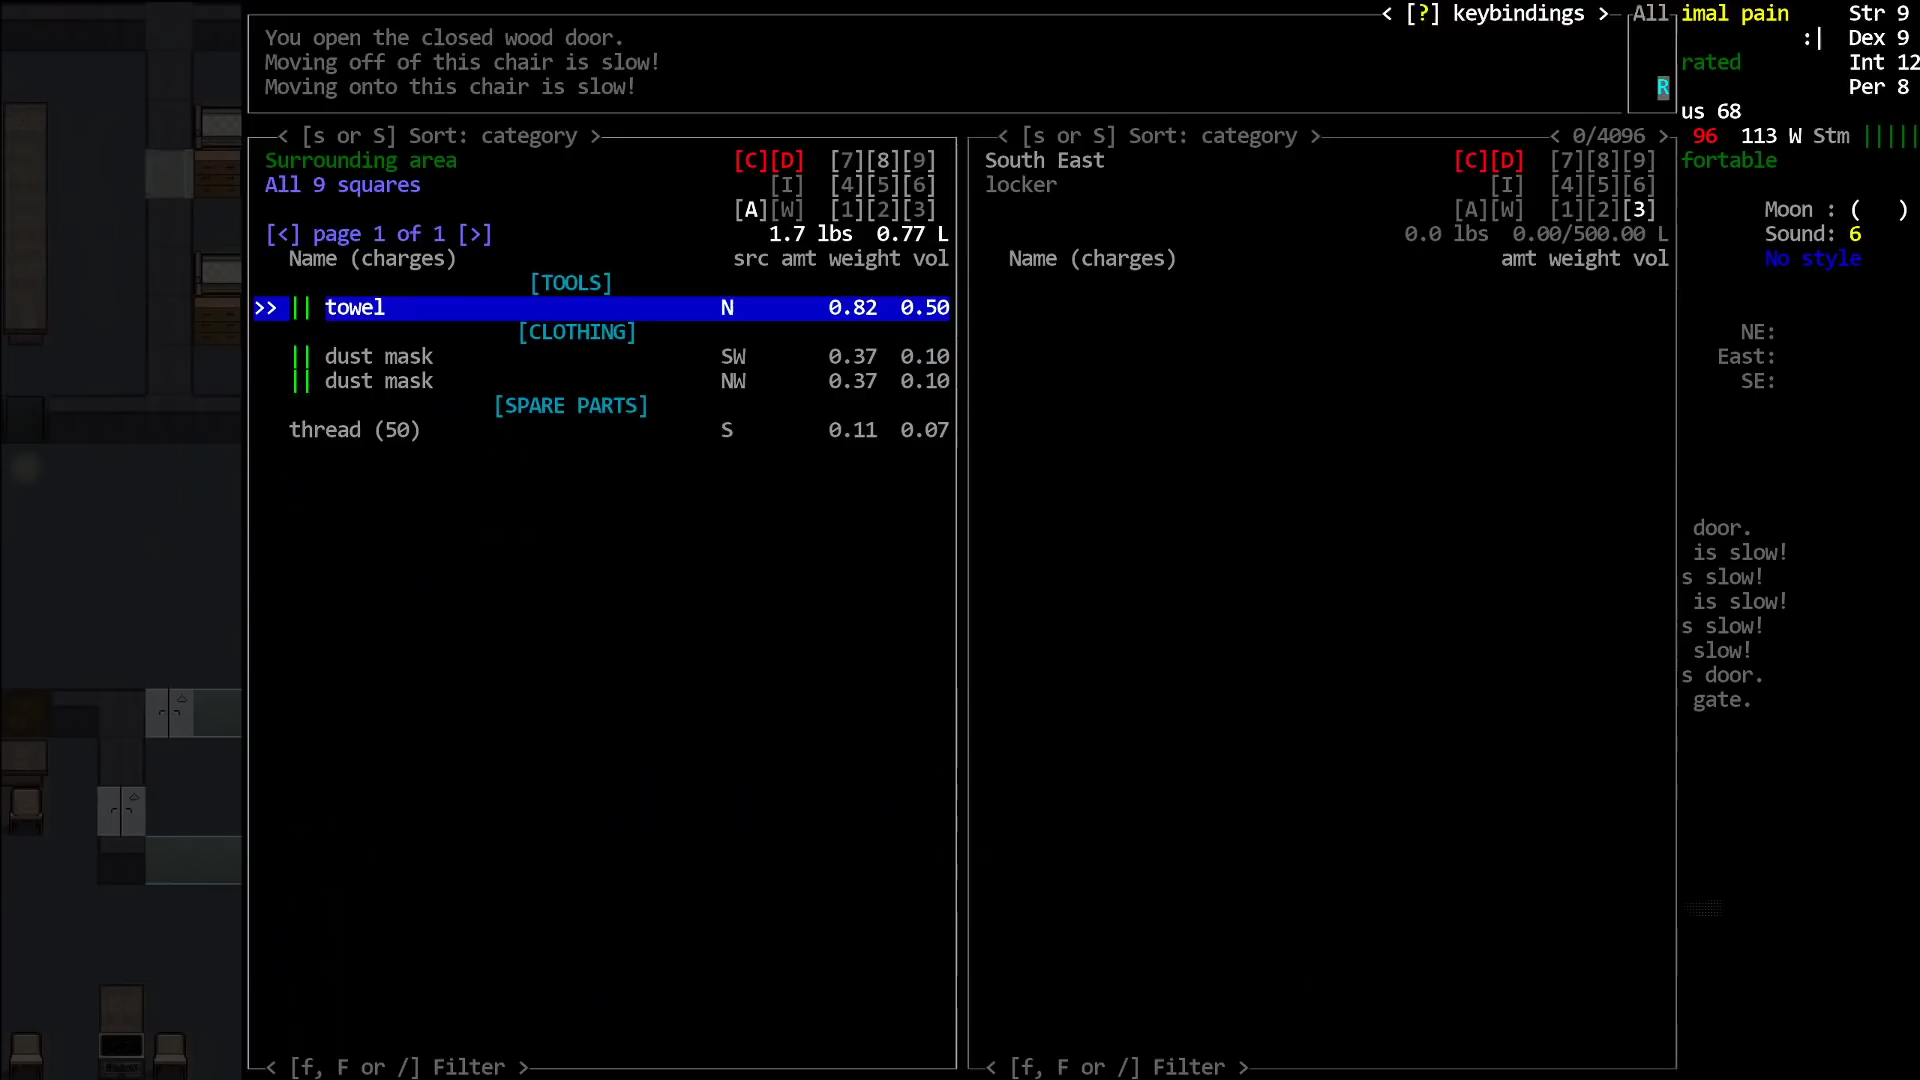 You open the closed wood door.
Moving off of this chair is slow!
Moving onto this chair is slow!
< [?] keybindings >
All
R
imal pain
Str 9
:|
Dex 9
rated
Int 12
Per 8
us 68
96 113 W Stm |||||
fortable
Moon : (   )
Sound: 6
No style
NE:
East:
SE:
door.
is slow!
s slow!
is slow!
s slow!
slow!
s door.
gate.
< [s or S] Sort: category >
Surrounding area
[C][D] [7][8][9]
All 9 squares
[I] [4][5][6]
[A][W] [1][2][3]
[<] page 1 of 1 [>]
1.7 lbs 0.77 L
Name (charges) src amt weight vol
[TOOLS]
>> || towel N 0.82 0.50
[CLOTHING]
|| dust mask SW 0.37 0.10
|| dust mask NW 0.37 0.10
[SPARE PARTS]
thread (50) S 0.11 0.07
< [f, F or /] Filter >
< [s or S] Sort: category >
< 0/4096 >
South East
[C][D] [7][8][9]
locker
[I] [4][5][6]
[A][W] [1][2][3]
0.0 lbs 0.00/500.00 L
Name (charges) amt weight vol
< [f, F or /] Filter >